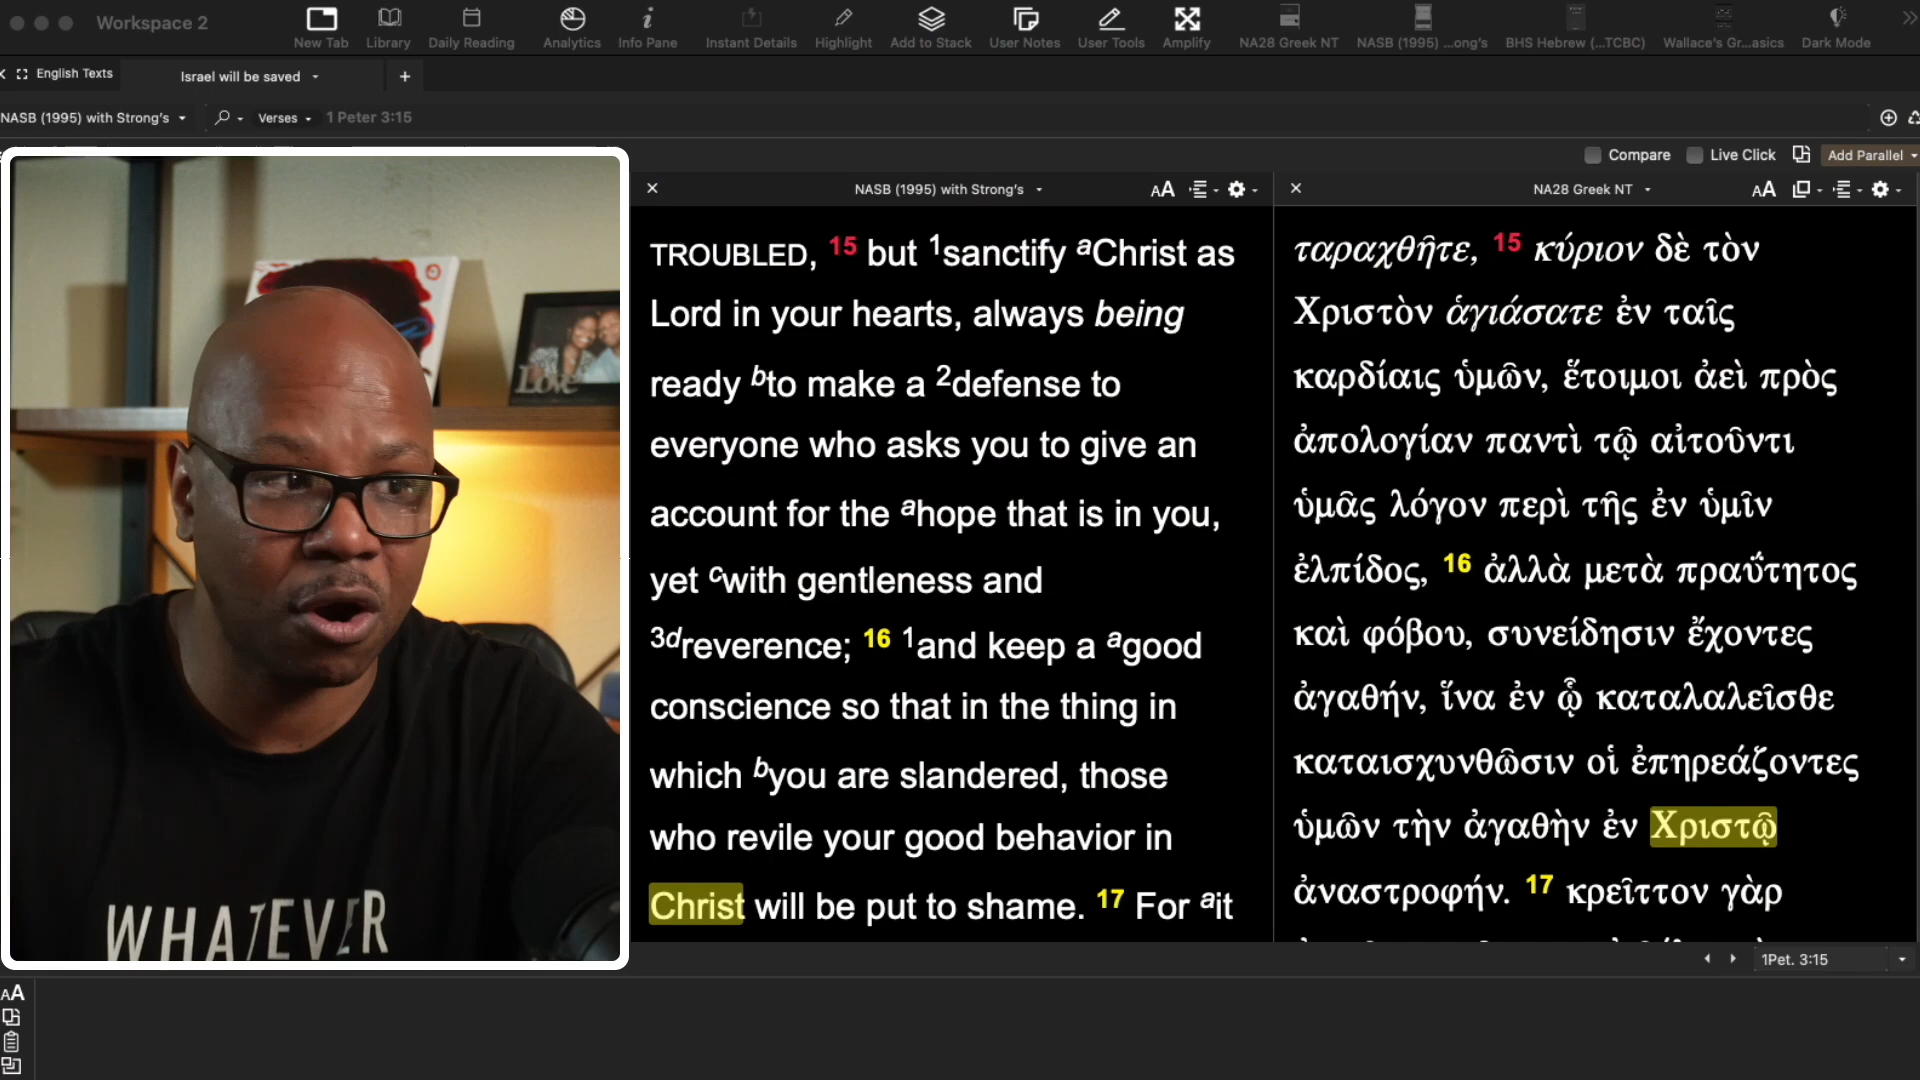 Workspace 2
New Tab
Library
Daily Reading
Analytics
Info Pane
Instant Details
Highlight
Add to Stack
User Notes
User Tools
Amplify
NA28 Greek NT
NASB (1995) ...ong's
BHS Hebrew (...TCBC)
Wallace's Gr...asics
Dark Mode
English Texts
Israel will be saved
NASB (1995) with Strong's
Verses
1 Peter 3:15
Compare
Live Click
Add Parallel
NASB (1995) with Strong's
AA
TROUBLED, 15 but 1sanctify aChrist as
Lord in your hearts, always being
ready bto make a 2defense to
everyone who asks you to give an
account for the ahope that is in you,
yet cwith gentleness and
3dreverence; 16 1and keep a agood
conscience so that in the thing in
which byou are slandered, those
who revile your good behavior in
Christ will be put to shame. 17 For ait
NA28 Greek NT
AA
ταραχθῆτε, 15 κύριον δὲ τὸν
Χριστὸν ἁγιάσατε ἐν ταῖς
καρδίαις ὑμῶν, ἕτοιμοι ἀεὶ πρὸς
ἀπολογίαν παντὶ τῷ αἰτοῦντι
ὑμᾶς λόγον περὶ τῆς ἐν ὑμῖν
ἐλπίδος, 16 ἀλλὰ μετὰ πραΰτητος
καὶ φόβου, συνείδησιν ἔχοντες
ἀγαθήν, ἵνα ἐν ᾧ καταλαλεῖσθε
καταισχυνθῶσιν οἱ ἐπηρεάζοντες
ὑμῶν τὴν ἀγαθὴν ἐν Χριστῷ
ἀναστροφήν. 17 κρεῖττον γὰρ
1Pet. 3:15
Love
WHATEVER
AA